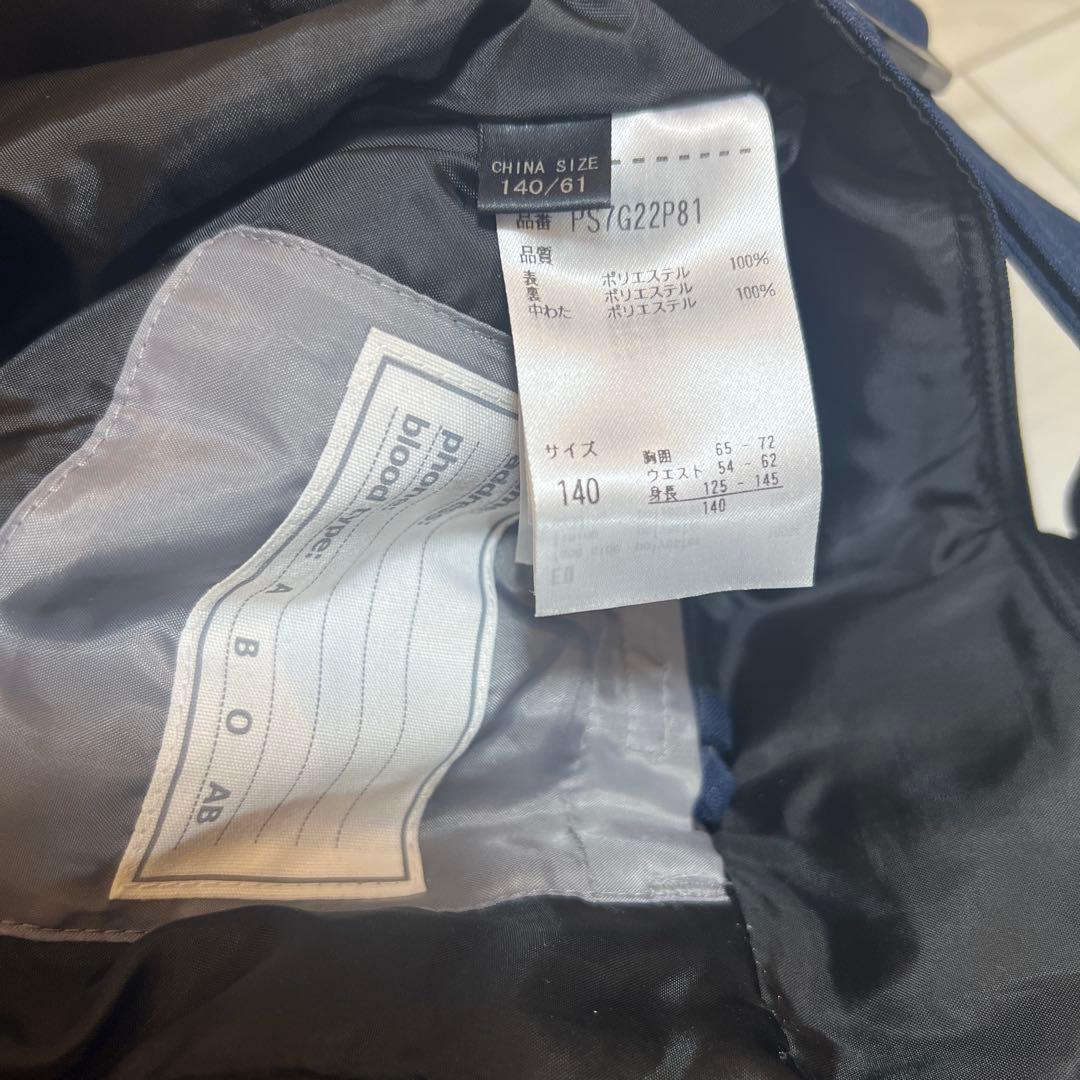 CHINA SIZE
140/61
品番 PS7G22P81
品質
表 ポリエステル 100%
裏 ポリエステル
中わた ポリエステル 100%
サイズ
140
胸囲 65 - 72
ウエスト 54 - 62
身長 125 - 145
140
phone:
blood type:
A B O AB